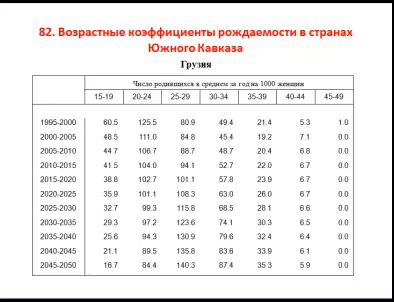 82. Возрастные коэффициенты рождаемости в странах
Южного Кавказа
Грузия
Число родившихся в среднем за год на 1000 женщин
15-19 20-24 25-29 30-34 35-39 40-44 45-49
1995-2000 60.5 125.5 80.9 49.4 21.4 5.3 1.0
2000-2005 48.5 111.0 84.8 45.4 19.2 7.1 0.0
2005-2010 44.7 106.7 88.7 48.7 20.4 6.8 0.0
2010-2015 41.5 104.0 94.1 52.7 22.0 6.7 0.0
2015-2020 38.8 102.7 101.1 57.8 23.9 6.7 0.0
2020-2025 35.9 101.1 108.3 63.0 26.0 6.7 0.0
2025-2030 32.7 99.3 115.8 68.5 28.1 6.6 0.0
2030-2035 29.3 97.2 123.6 74.1 30.3 6.5 0.0
2035-2040 25.6 94.3 130.9 79.6 32.4 6.4 0.0
2040-2045 21.1 89.5 135.8 83.6 33.9 6.1 0.0
2045-2050 16.7 84.4 140.3 87.4 35.3 5.9 0.0